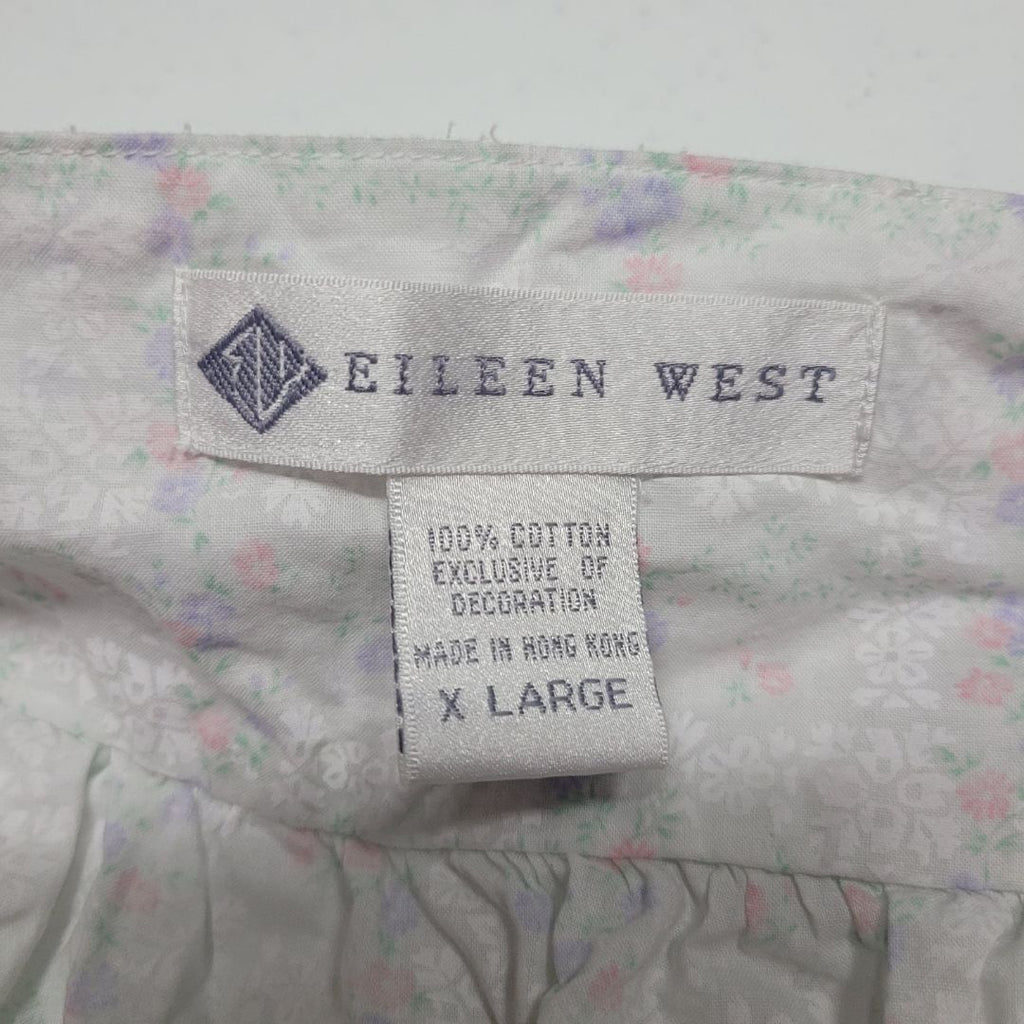 EILEEN WEST
100% COTTON
EXCLUSIVE OF
DECORATION
MADE IN HONG KONG
X LARGE